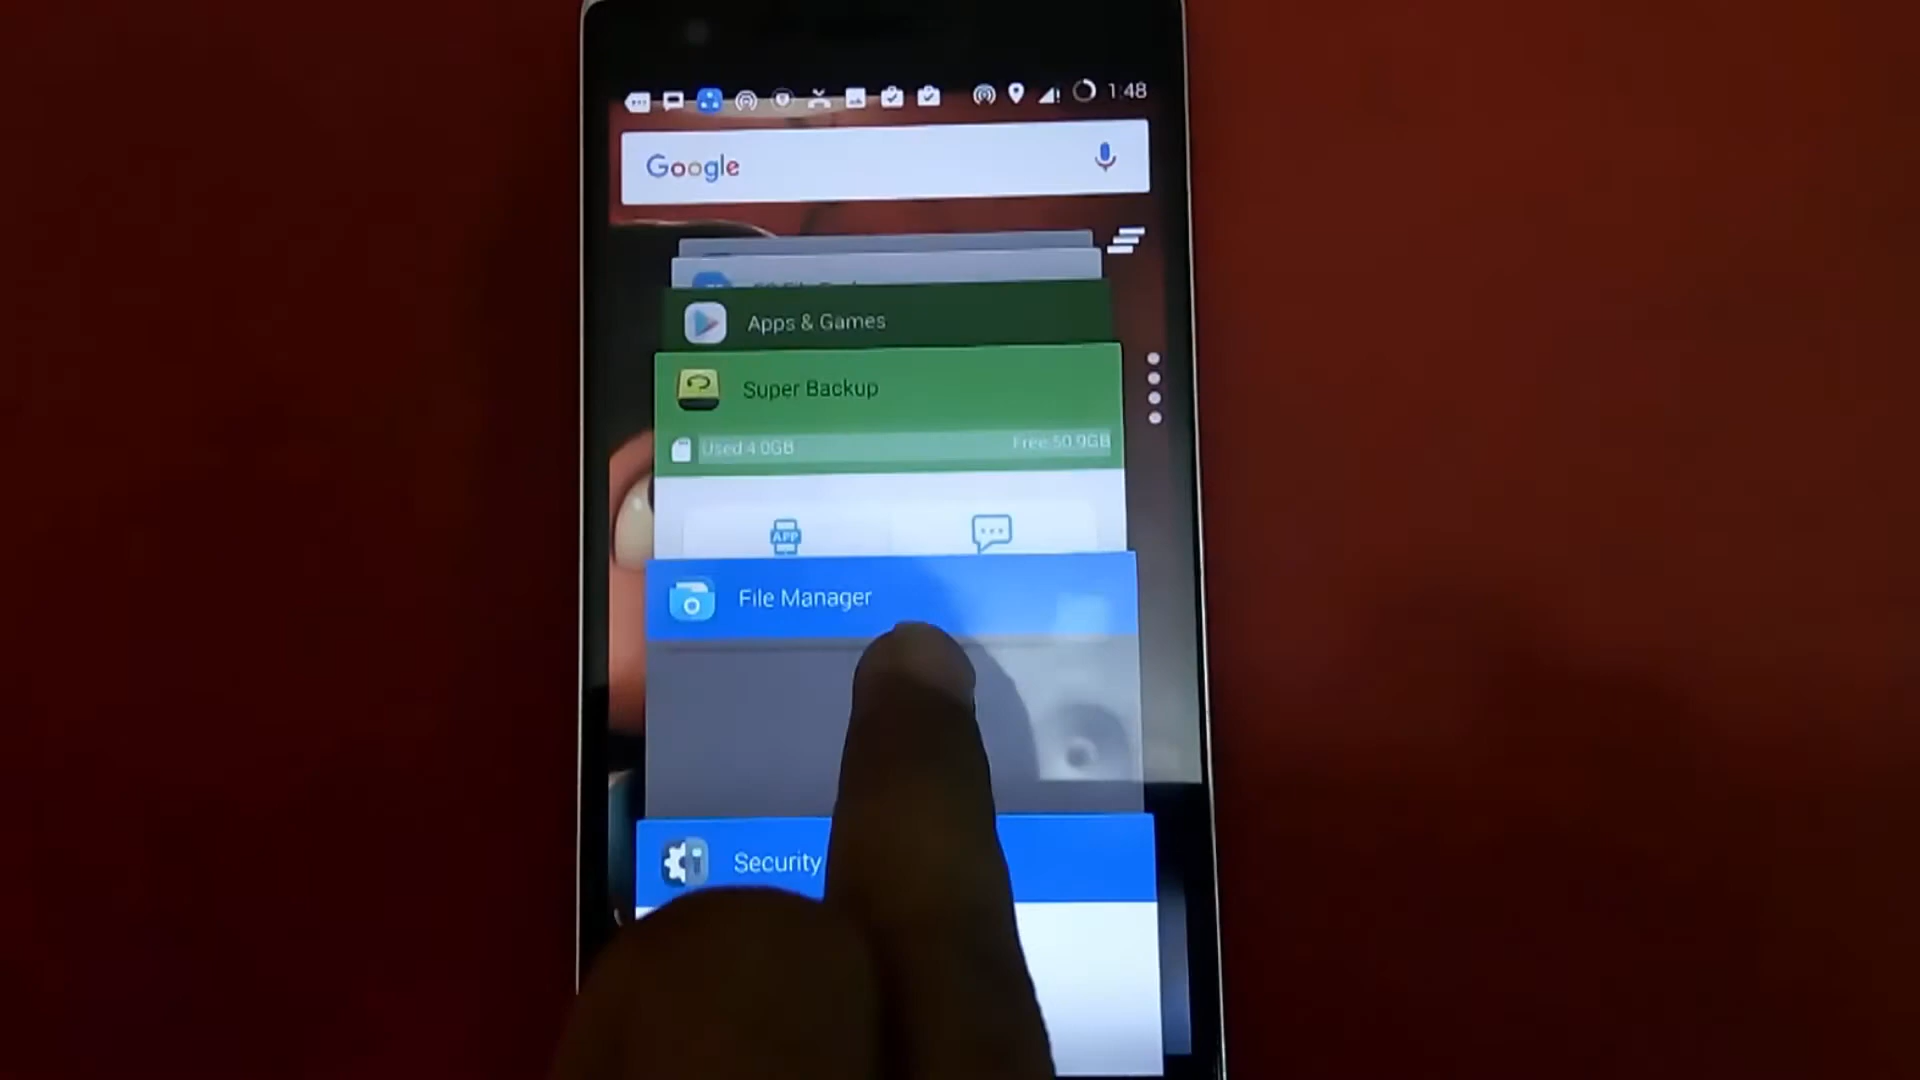 1:48
Google
Apps & Games
Super Backup
Used 4.0GB
Free 50.9GB
APP
File Manager
Security